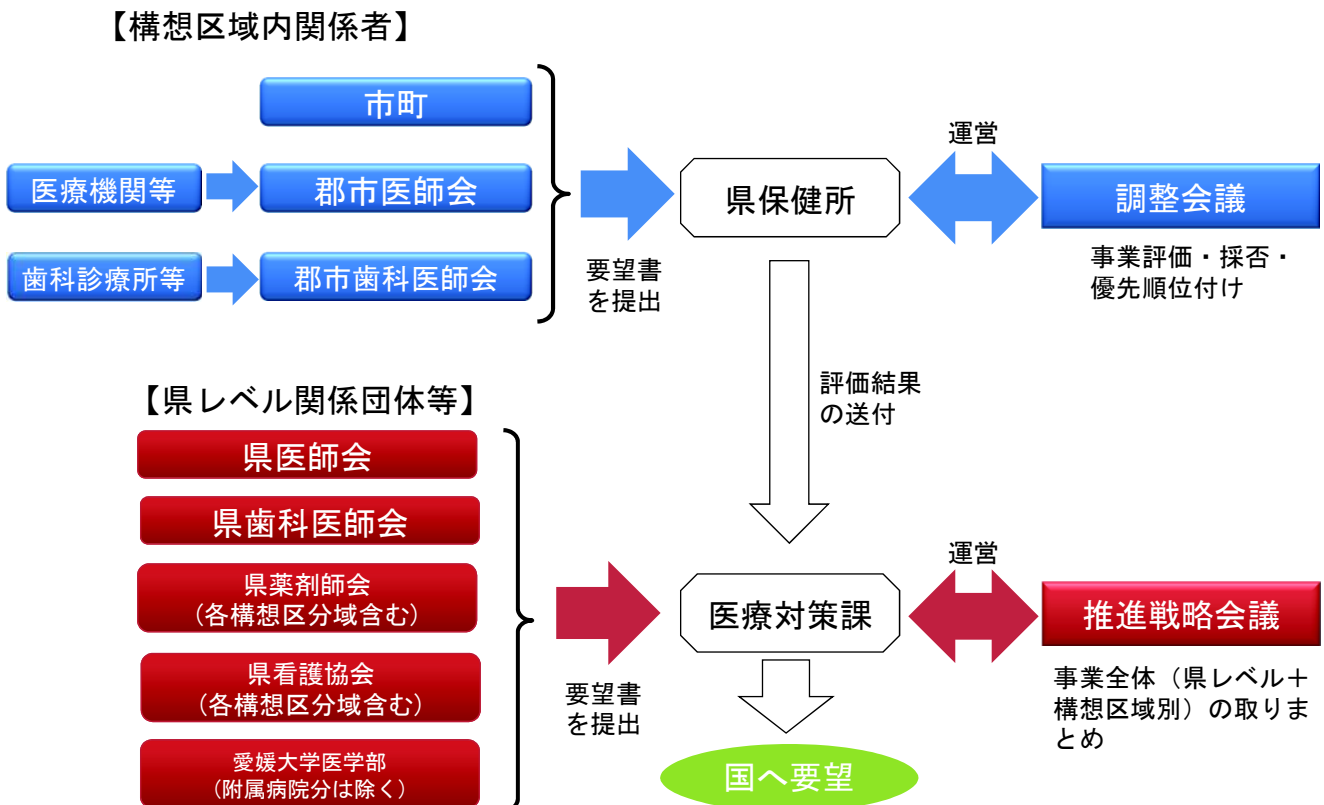 【構想区域内関係者】
市町
医療機関等
郡市医師会
歯科診療所等
郡市歯科医師会
要望書
を提出
県保健所
運営
調整会議
事業評価・採否・
優先順位付け
評価結果
の送付
【県レベル関係団体等】
県医師会
県歯科医師会
県薬剤師会
(各構想区分域含む)
県看護協会
(各構想区分域含む)
愛媛大学医学部
(附属病院分は除く)
要望書
を提出
医療対策課
運営
推進戦略会議
事業全体（県レベル＋
構想区域別）の取りま
とめ
国へ要望